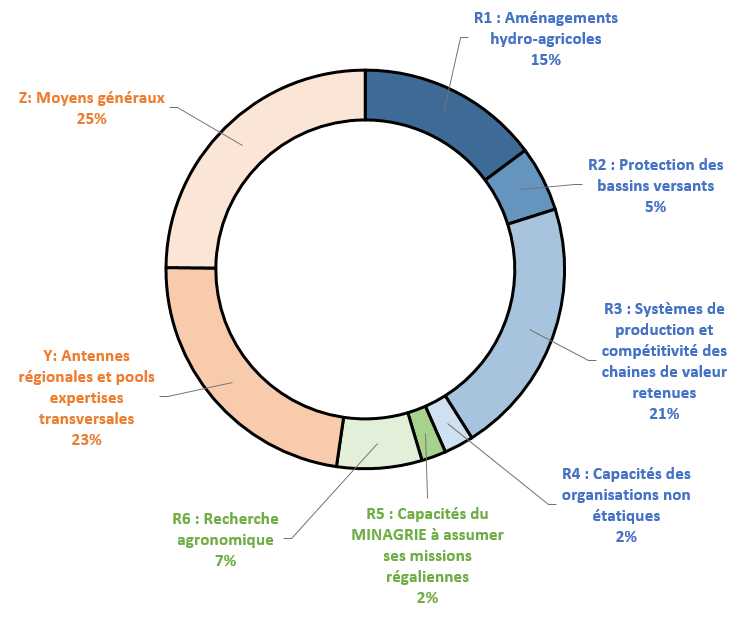 R1 : Aménagements
hydro-agricoles
15%
R2 : Protection des
bassins versants
5%
R3 : Systèmes de
production et
compétitivité des
chaines de valeur
retenues
21%
R4 : Capacités des
organisations non
étatiques
2%
R5 : Capacités du
MINAGRIE à assumer
ses missions
régaliennes
2%
R6 : Recherche
agronomique
7%
Y: Antennes
régionales et pools
expertises
transversales
23%
Z: Moyens généraux
25%